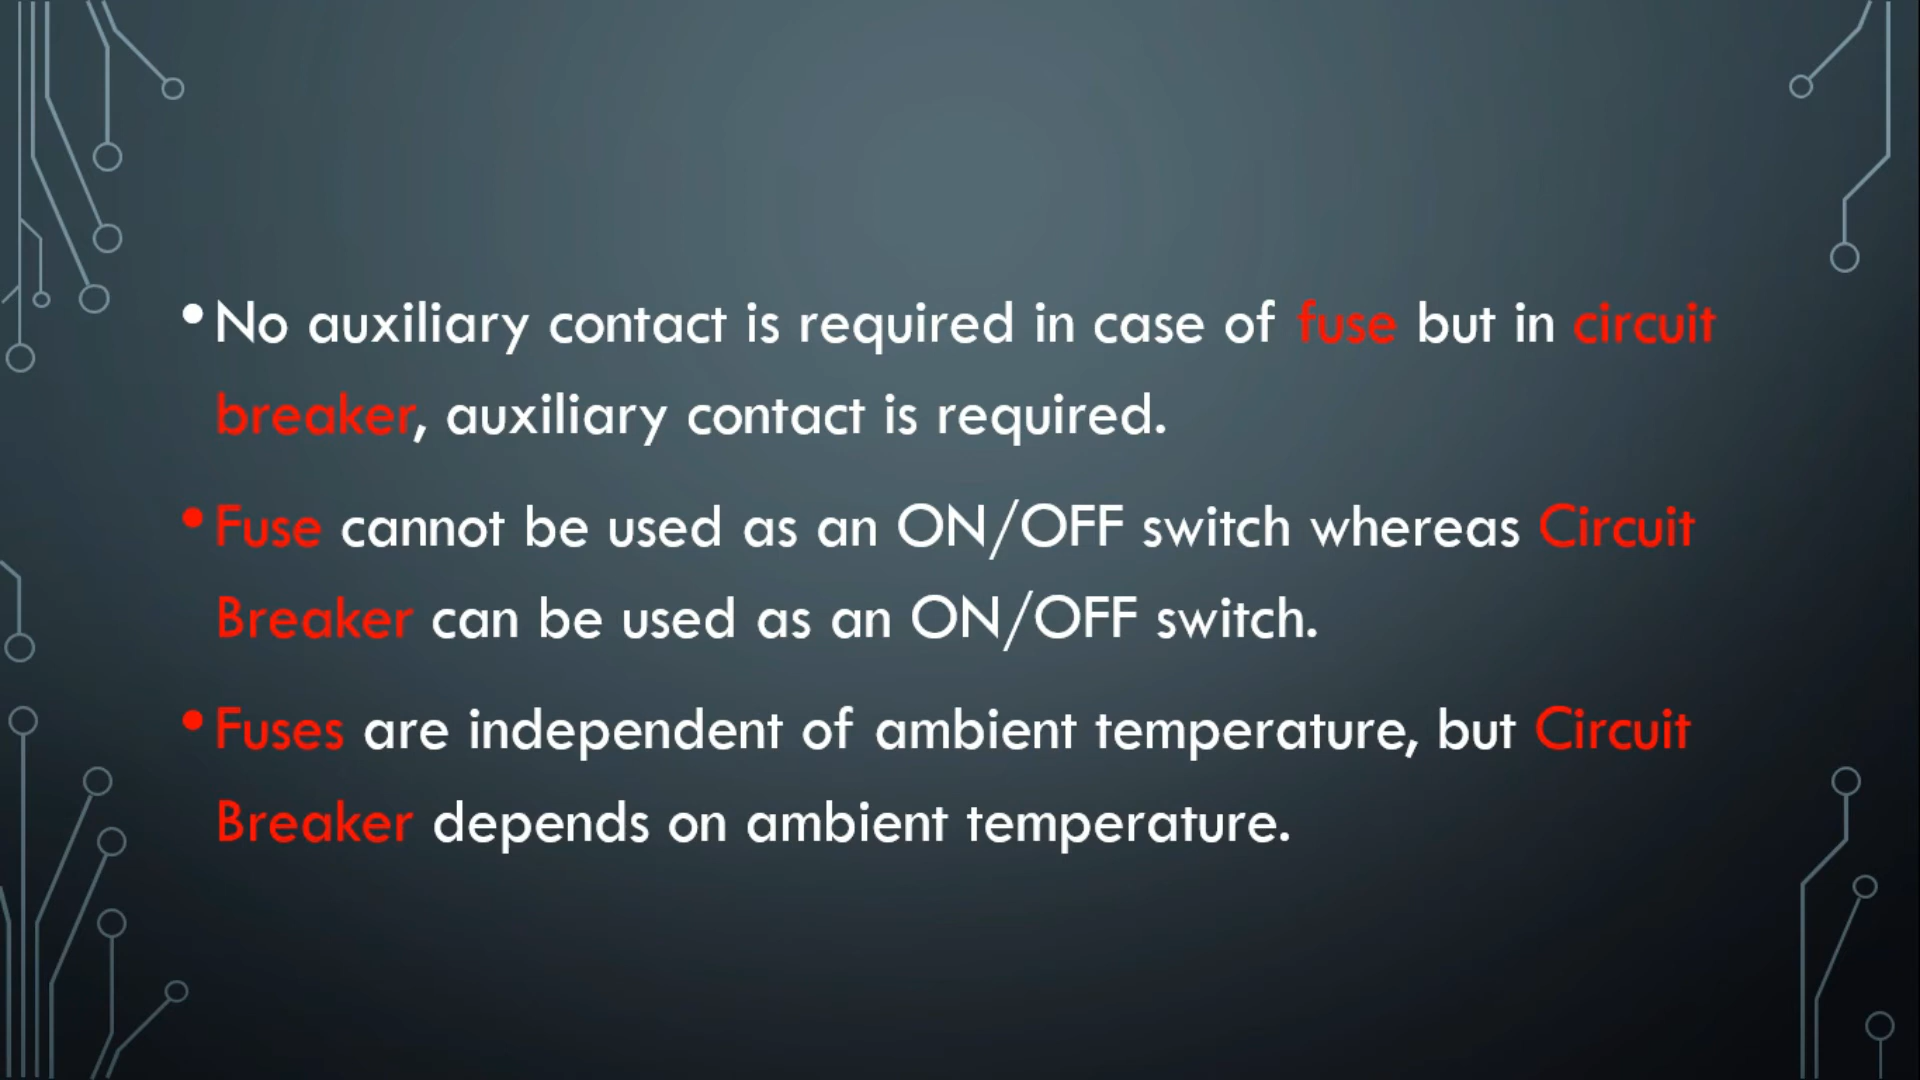 •No auxiliary contact is required in case of fuse but in circuit
breaker, auxiliary contact is required.
•Fuse cannot be used as an ON/OFF switch whereas Circuit
Breaker can be used as an ON/OFF switch.
•Fuses are independent of ambient temperature, but Circuit
Breaker depends on ambient temperature.